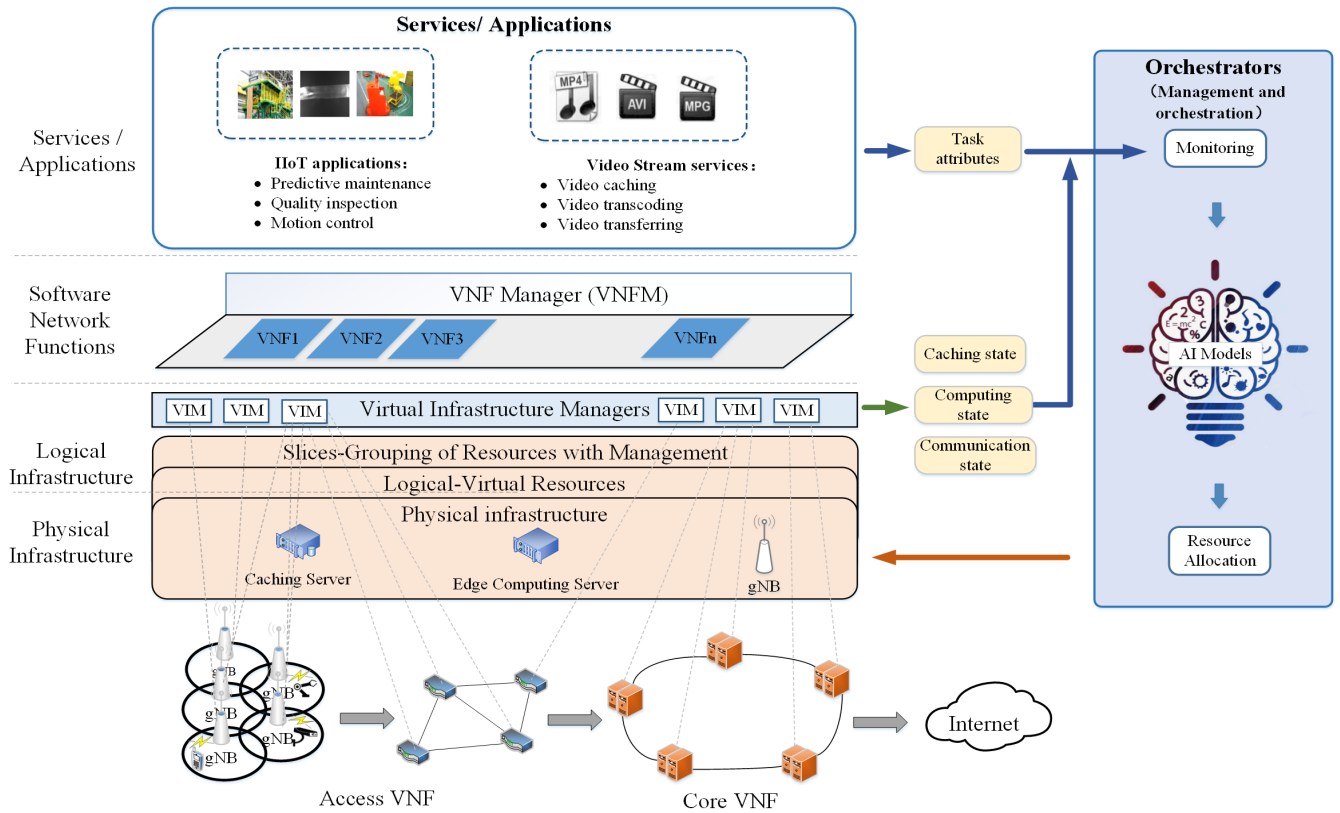 Services/ Applications
MP4
AVI
MPG
IIoT applications:
• Predictive maintenance
• Quality inspection
• Motion control
Video Stream services:
• Video caching
• Video transcoding
• Video transferring
Services /
Applications
Task
attributes
Orchestrators
(Management and
orchestration)
Monitoring
2
3
E=mc²
C
%
a
AI Models
Resource
Allocation
Software
Network
Functions
VNF Manager (VNFM)
VNF1
VNF2
VNF3
VNFn
Caching state
Computing
state
Communication
state
VIM
VIM
VIM
Virtual Infrastructure Managers
VIM
VIM
VIM
Logical
Infrastructure
Slices-Grouping of Resources with Management
Logical-Virtual Resources
Physical
Infrastructure
Physical infrastructure
Caching Server
Edge Computing Server
gNB
gNB
gNB
gNB
gNB
gNB
Internet
Access VNF
Core VNF